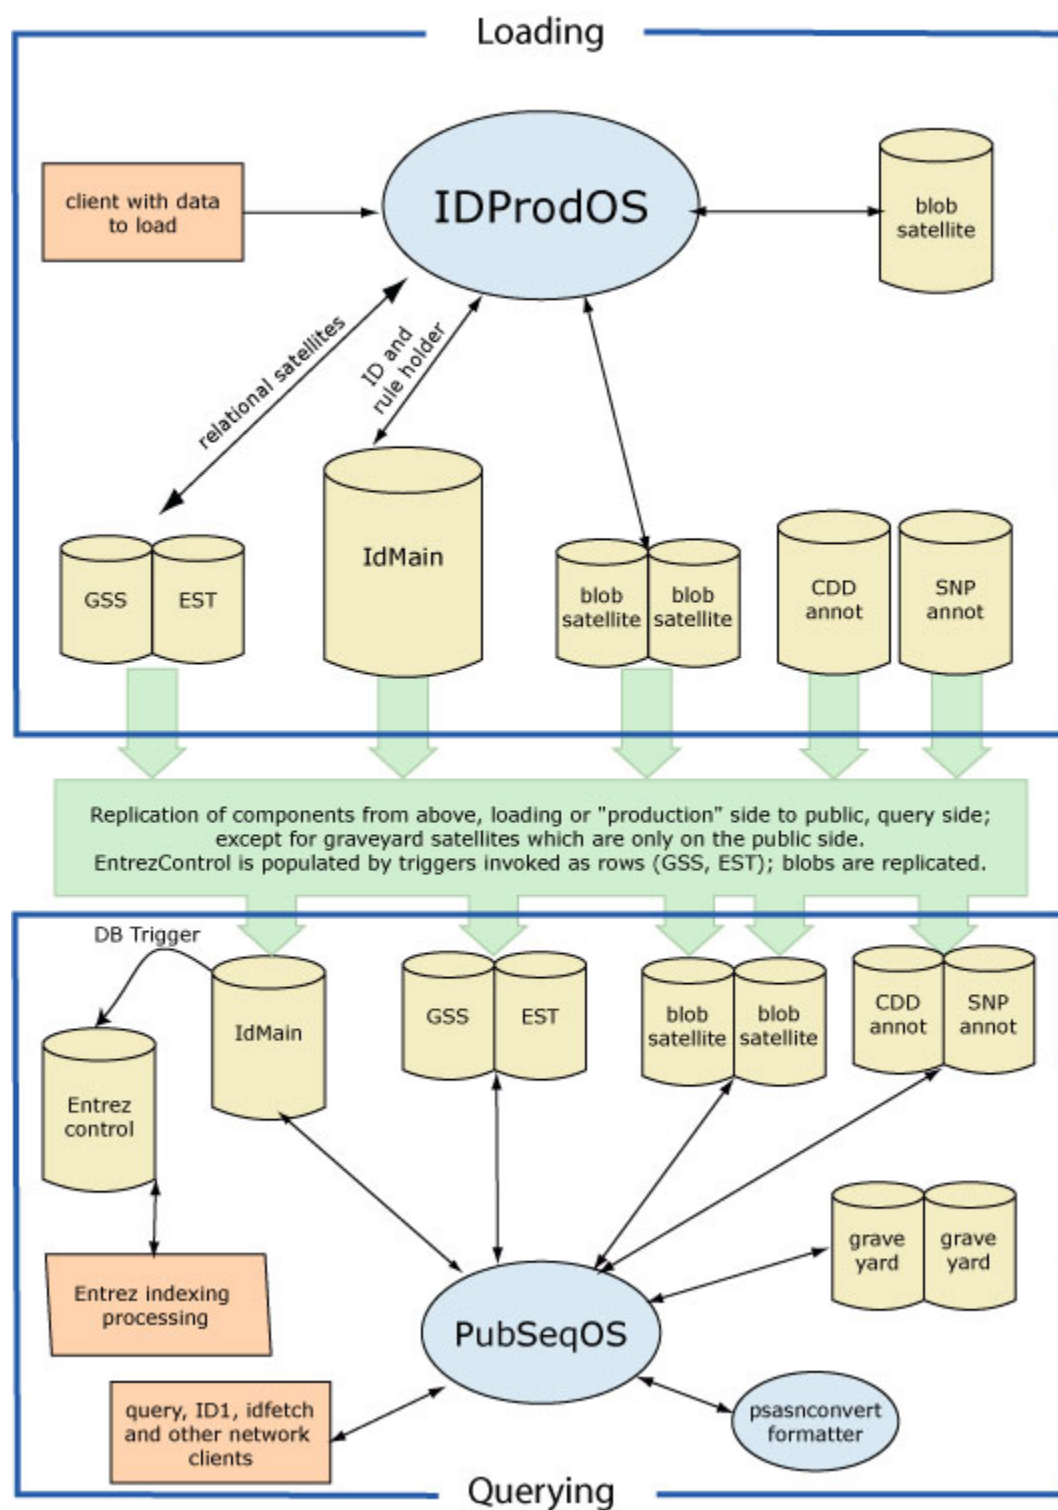 Loading
client with data
to load
IDProdOS
blob
satellite
relational satellites
ID and
rule holder
GSS
EST
IdMain
blob
satellite
blob
satellite
CDD
annot
SNP
annot
Replication of components from above, loading or "production" side to public, query side;
except for graveyard satellites which are only on the public side.
EntrezControl is populated by triggers invoked as rows (GSS, EST); blobs are replicated.
DB Trigger
IdMain
GSS
EST
blob
satellite
blob
satellite
CDD
annot
SNP
annot
Entrez
control
grave
yard
grave
yard
Entrez indexing
processing
PubSeqOS
query, ID1, idfetch
and other network
clients
psasnconvert
formatter
Querying